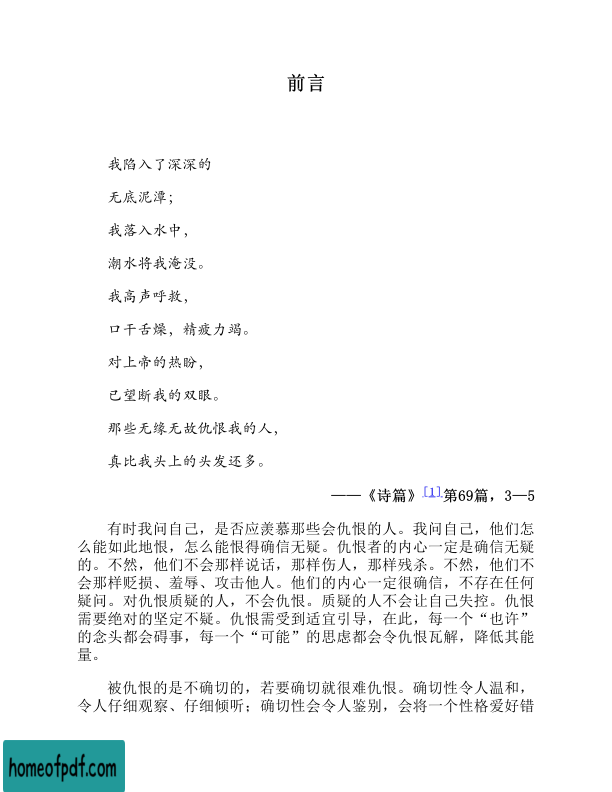 前言
我陷入了深深的
无底泥潭；
我落入水中，
潮水将我淹没。
我高声呼救，
口干舌燥，精疲力竭。
对上帝的热盼，
已望断我的双眼。
那些无缘无故仇恨我的人，
真比我头上的头发还多。
——《诗篇》[1]第69篇，3—5
有时我问自己，是否应羡慕那些会仇恨的人。我问自己，他们怎
么能如此地恨，怎么能恨得确信无疑。仇恨者的内心一定是确信无疑
的。不然，他们不会那样说话，那样伤人，那样残杀。不然，他们不
会那样贬损、羞辱、攻击他人。他们的内心一定很确信，不存在任何
疑问。对仇恨质疑的人，不会仇恨。质疑的人不会让自己失控。仇恨
需要绝对的坚定不疑。仇恨需受到适宜引导，在此，每一个“也许”
的念头都会碍事，每一个“可能”的思虑都会令仇恨瓦解，降低其能
量。
被仇恨的是不确切的，若要确切就很难仇恨。确切性令人温和，
令人仔细观察、仔细倾听；确切性会令人鉴别，会将一个性格爱好错
homeofpdf.com